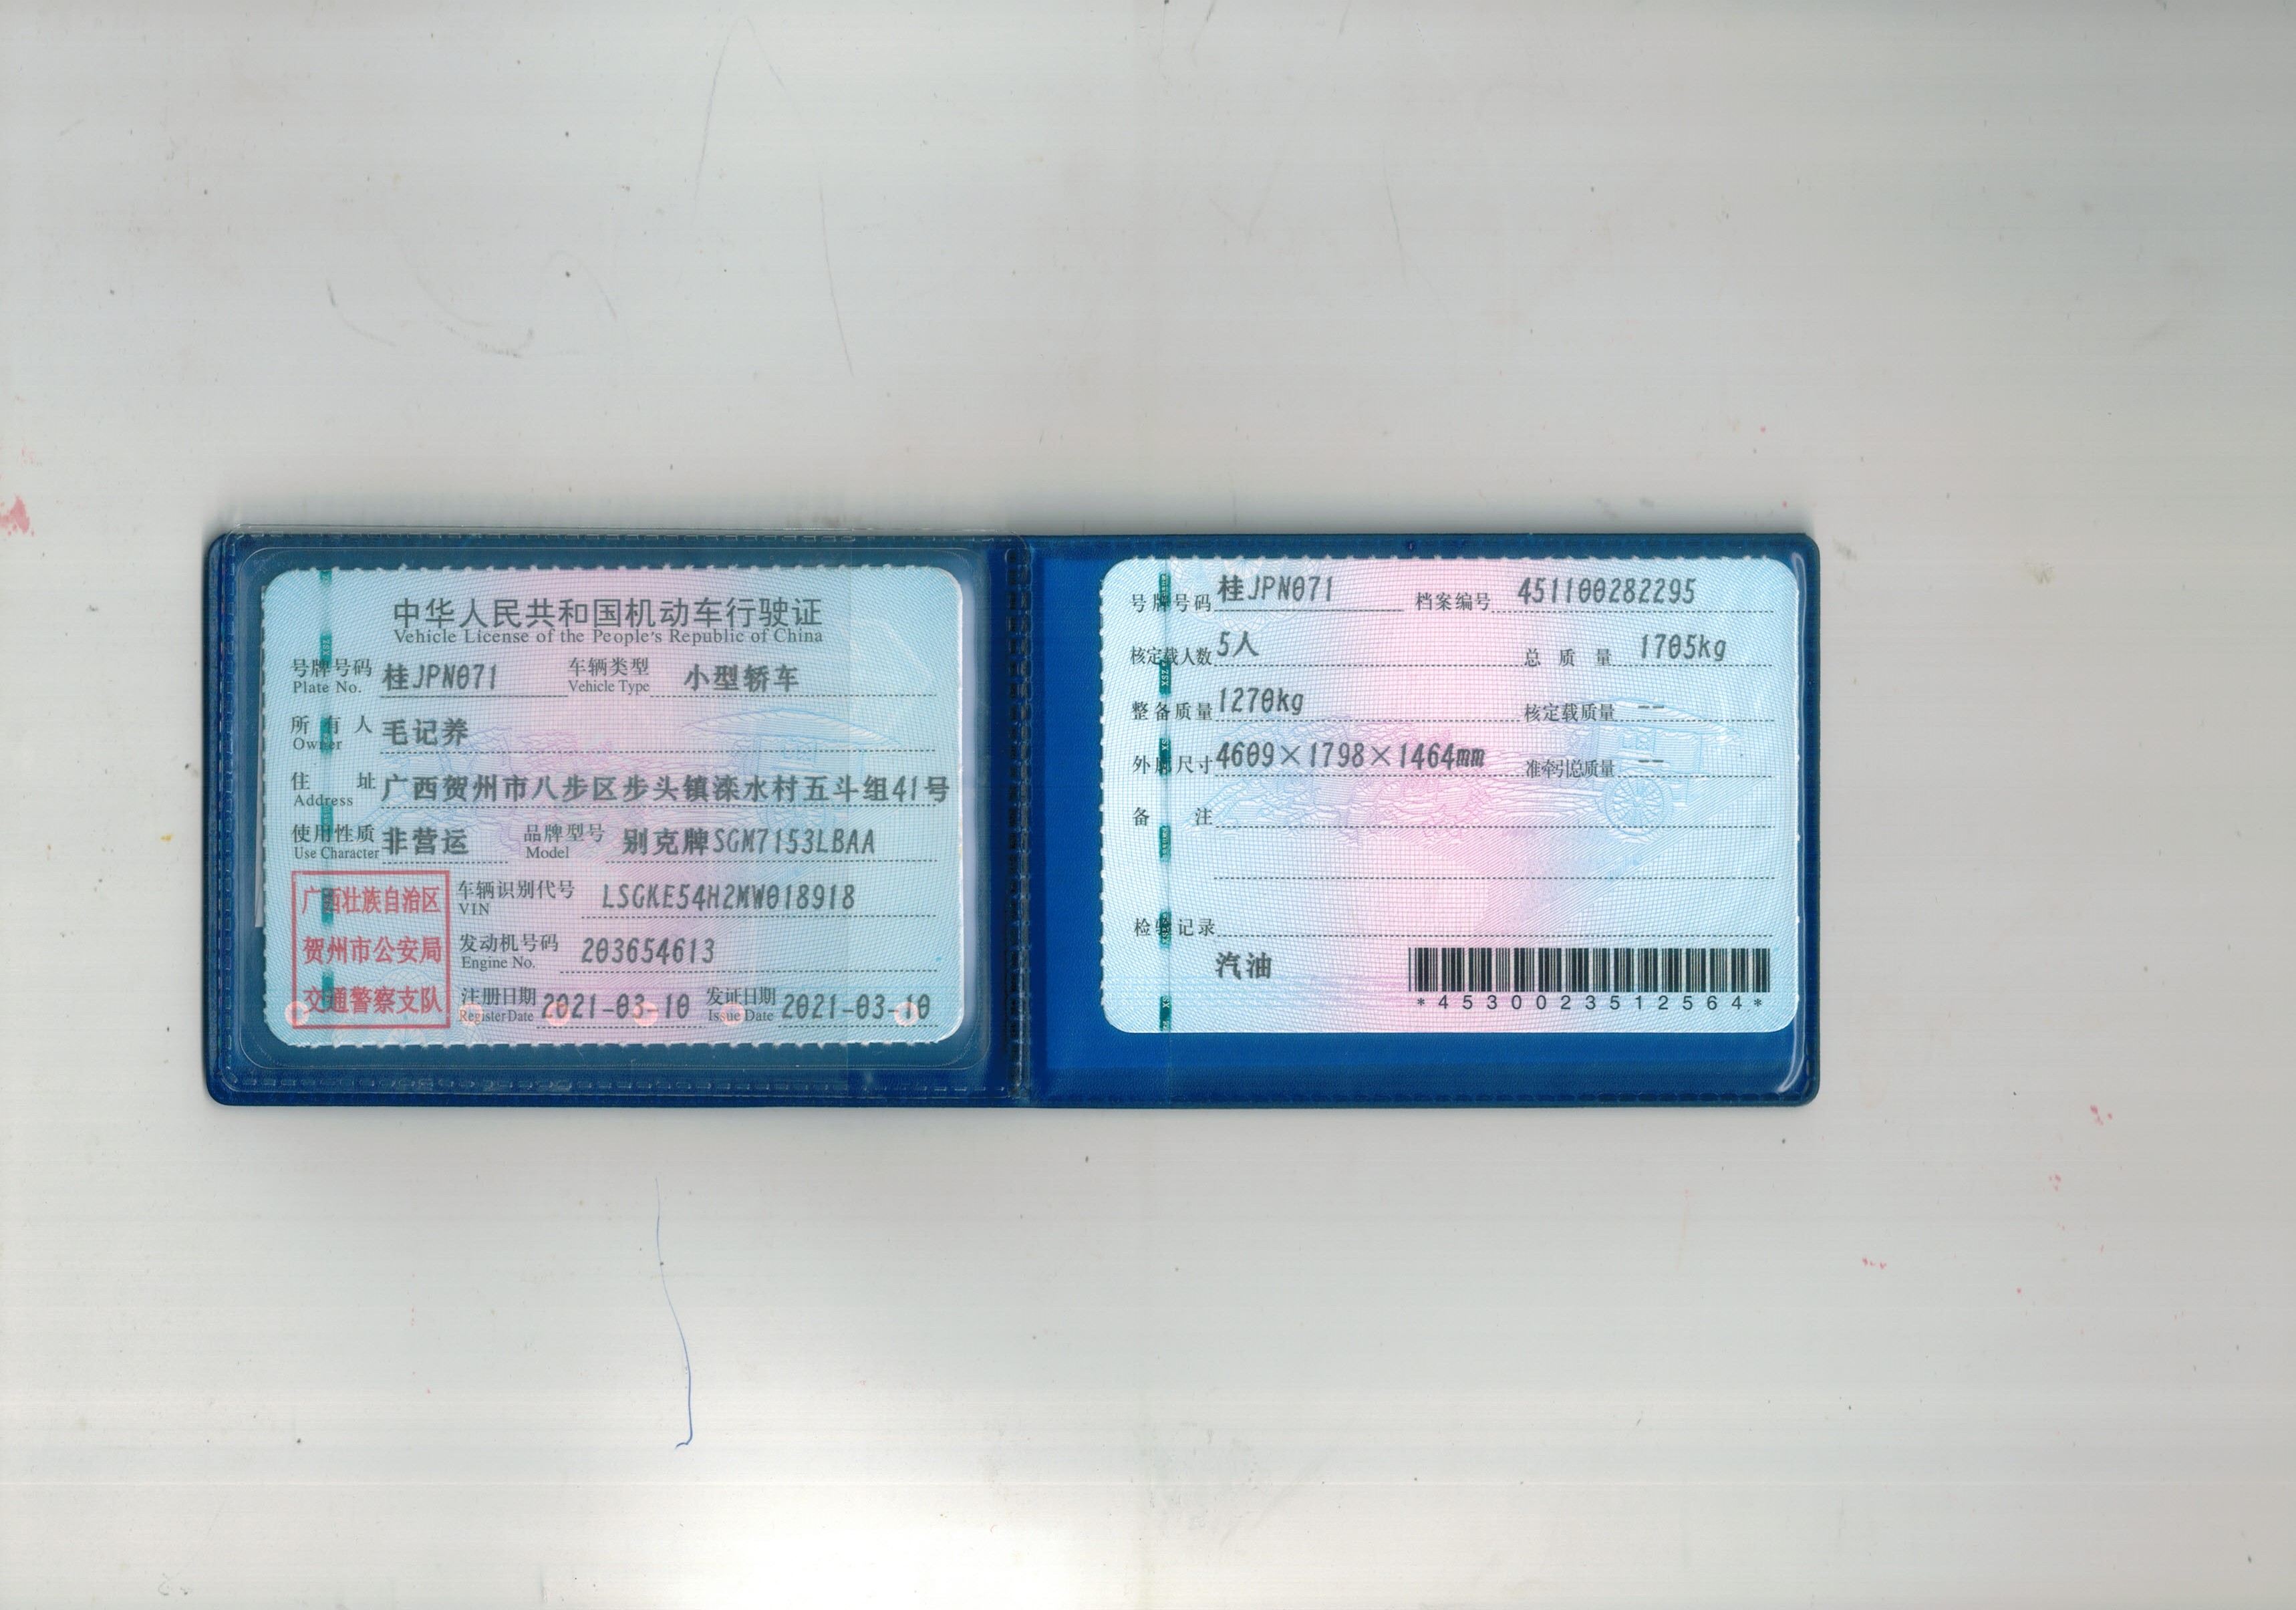 中华人民共和国机动车行驶证
Vehicle License of the People's Republic of China
号牌号码 桂JPN071 车辆类型 小型轿车
Plate No. Vehicle Type
所有人 毛记养
Owner
住址 广西贺州市八步区步头镇滦水村五斗组41号
Address
使用性质 非营运 品牌型号 别克牌SGM7153LBAA
Use Character Model
广西壮族自治区
贺州市公安局
交通警察支队
车辆识别代号 LSGKE54H2MW018918
VIN
发动机号码 203654613
Engine No.
注册日期 2021-03-10 发证日期 2021-03-10
Register Date Issue Date
号牌号码 桂JPN071 档案编号 451100282295
核定载人数 5人 总质量 1705kg
整备质量 1270kg 核定载质量 --
外廓尺寸 4609×1798×1464mm 准牵引总质量 --
备注
检验记录
汽油
*4530023512564*